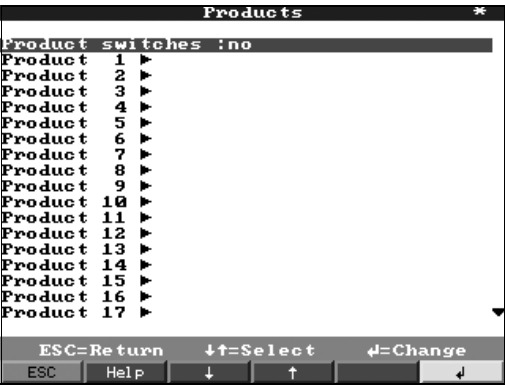 Products *
Product switches :no
Product 1 ►
Product 2 ►
Product 3 ►
Product 4 ►
Product 5 ►
Product 6 ►
Product 7 ►
Product 8 ►
Product 9 ►
Product 10 ►
Product 11 ►
Product 12 ►
Product 13 ►
Product 14 ►
Product 15 ►
Product 16 ►
Product 17 ►
ESC=Return ↓↑=Select ↵=Change
ESC Help ↓ ↑ ↵